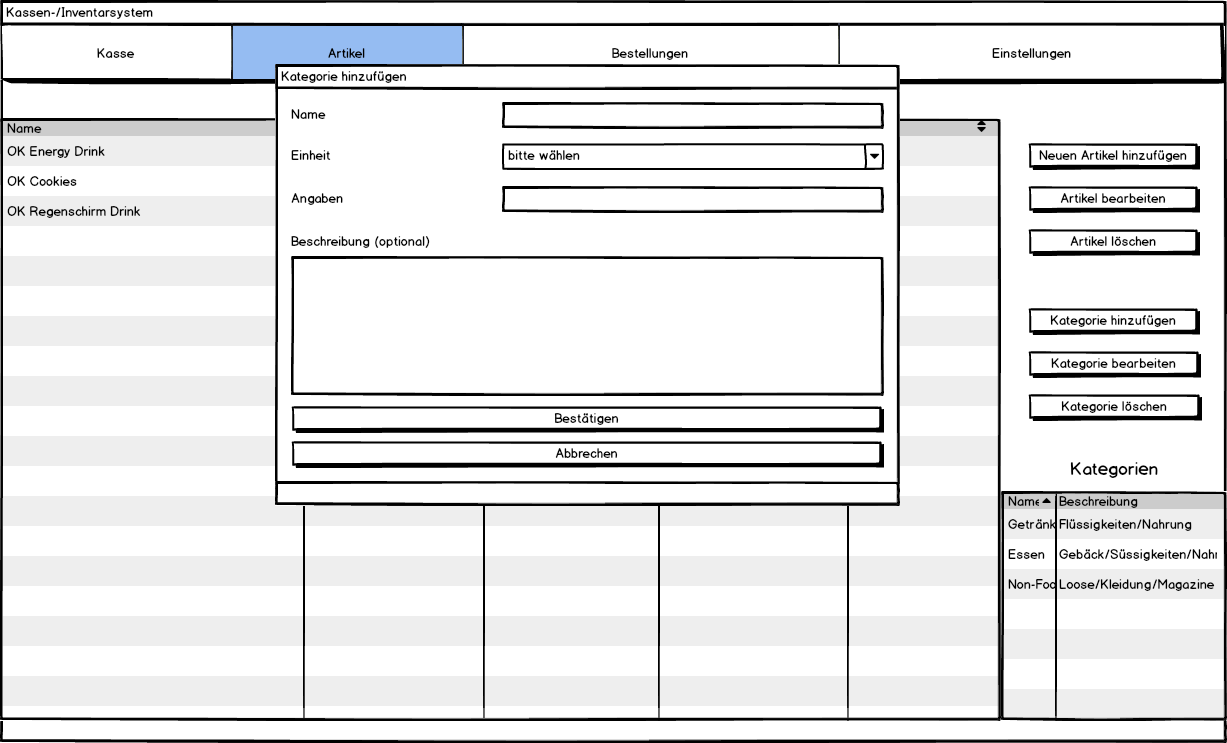 Kassen-/Inventarsystem
Kasse
Artikel
Bestellungen
Einstellungen
Kategorie hinzufügen
Name
Einheit
bitte wählen
Angaben
Beschreibung (optional)
Bestätigen
Abbrechen
Name
OK Energy Drink
OK Cookies
OK Regenschirm Drink
Neuen Artikel hinzufügen
Artikel bearbeiten
Artikel löschen
Kategorie hinzufügen
Kategorie bearbeiten
Kategorie löschen
Kategorien
Name Beschreibung
Getränk Flüssigkeiten/Nahrung
Essen Gebäck/Süssigkeiten/Nahr
Non-Foo Loose/Kleidung/Magazine